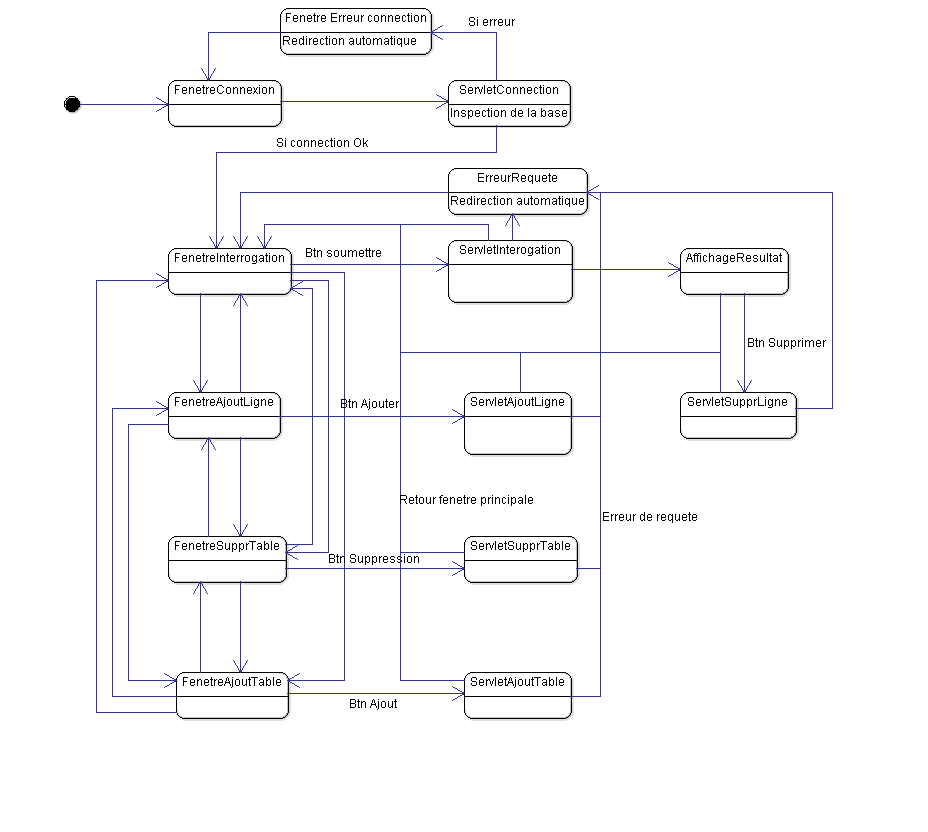 Fenetre Erreur connection
Redirection automatique
Si erreur
FenetreConnexion
ServletConnection
Inspection de la base
Si connection Ok
ErreurRequete
Redirection automatique
FenetreInterrogation
Btn soumettre
ServletInterogation
AffichageResultat
Btn Supprimer
FenetreAjoutLigne
Btn Ajouter
ServletAjoutLigne
ServletSupprLigne
Retour fenetre principale
Erreur de requete
FenetreSupprTable
Btn Suppression
ServletSupprTable
FenetreAjoutTable
Btn Ajout
ServletAjoutTable